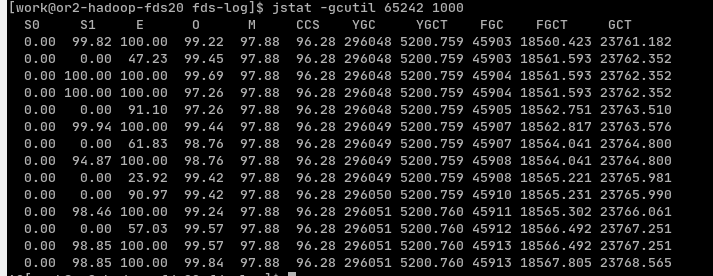 [work@or2-hadoop-fds20 fds-log]$ jstat -gcutil 65242 1000
S0 S1 E O M CCS YGC YGCT FGC FGCT GCT
0.00 99.82 100.00 99.22 97.88 96.28 296048 5200.759 45903 18560.423 23761.182
0.00 0.00 47.23 99.45 97.88 96.28 296048 5200.759 45903 18561.593 23762.352
0.00 100.00 100.00 99.69 97.88 96.28 296048 5200.759 45904 18561.593 23762.352
0.00 100.00 100.00 97.26 97.88 96.28 296048 5200.759 45904 18561.593 23762.352
0.00 0.00 91.10 97.26 97.88 96.28 296048 5200.759 45905 18562.751 23763.510
0.00 99.94 100.00 99.44 97.88 96.28 296049 5200.759 45907 18562.817 23763.576
0.00 0.00 61.83 98.76 97.88 96.28 296049 5200.759 45907 18564.041 23764.800
0.00 94.87 100.00 98.76 97.88 96.28 296049 5200.759 45908 18564.041 23764.800
0.00 0.00 23.92 99.42 97.88 96.28 296049 5200.759 45908 18565.221 23765.981
0.00 0.00 90.97 99.42 97.88 96.28 296050 5200.759 45910 18565.231 23765.990
0.00 98.46 100.00 99.24 97.88 96.28 296051 5200.760 45911 18565.302 23766.061
0.00 0.00 57.03 99.57 97.88 96.28 296051 5200.760 45912 18566.492 23767.251
0.00 98.85 100.00 99.57 97.88 96.28 296051 5200.760 45913 18566.492 23767.251
0.00 98.85 100.00 99.84 97.88 96.28 296051 5200.760 45913 18567.805 23768.565